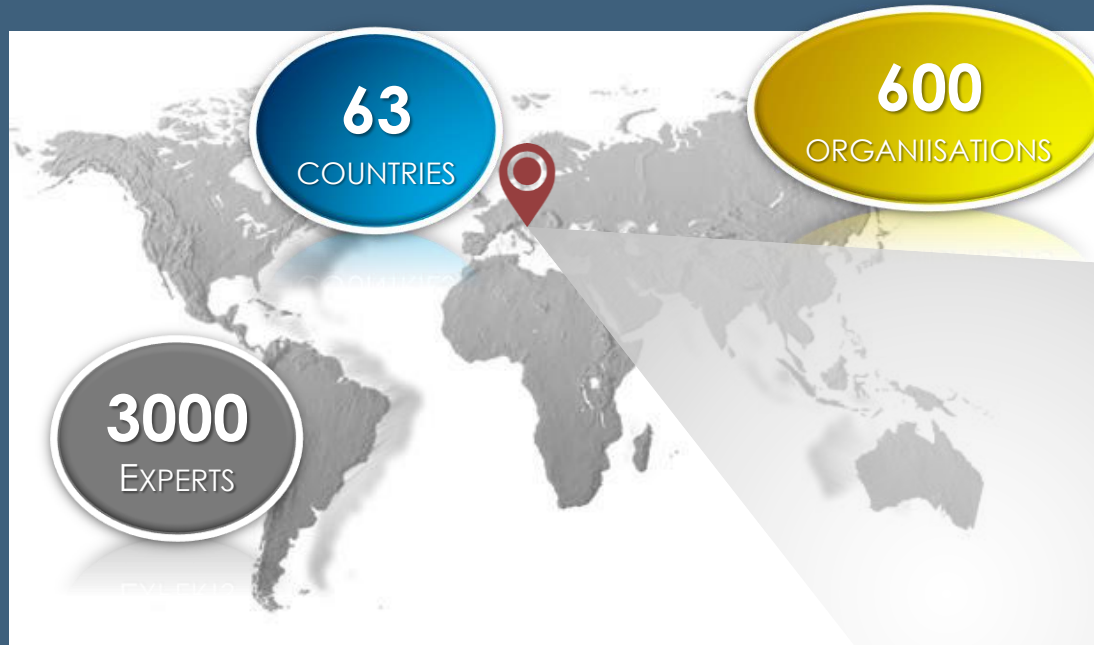 63
COUNTRIES
600
ORGANIISATIONS
3000
EXPERTS